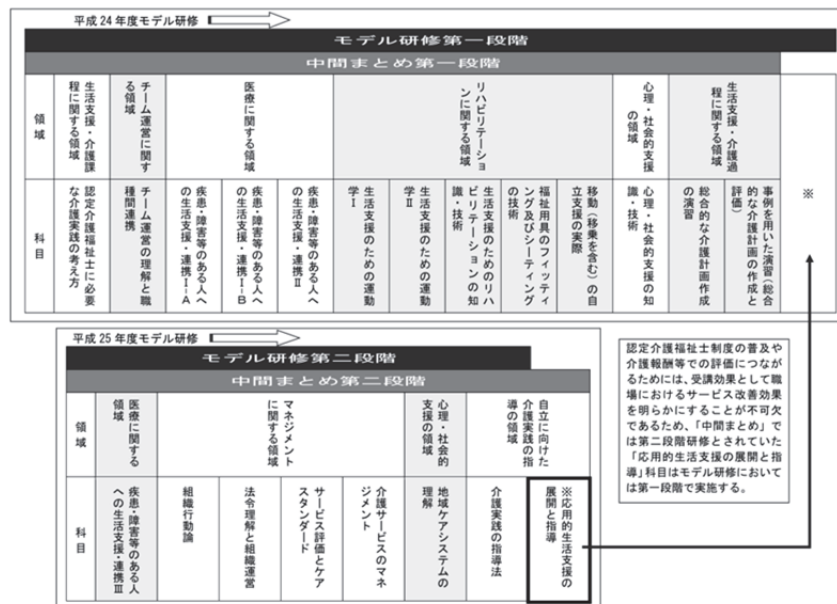 平成24年度モデル研修
モデル研修第一段階
中間まとめ第一段階
領域
生活支援・介護課
程に関する領域
チーム運営に関す
る領域
医療に関する領域
リハビリテーショ
ンに関する領域
心理・社会的支援
の領域
生活支援・介護過
程に関する領域
※
科目
認定介護福祉士に必要
な介護実践の考え方
チーム運営の理解と職
種間連携
疾患・障害等のある人へ
の生活支援・連携Ⅰ-A
疾患・障害等のある人へ
の生活支援・連携Ⅰ-B
疾患・障害等のある人へ
の生活支援・連携Ⅱ
生活支援のための運動
学Ⅰ
生活支援のための運動
学Ⅱ
生活支援のためのリハ
ビリテーションの知
識・技術
福祉用具のフィッティ
ング及びシーティング
の技術
移動(移乗を含む)の自
立支援の実際
心理・社会的支援の知
識・技術
総合的な介護計画作成
の演習
事例を用いた演習(総合
的な介護計画の作成と
評価)
平成25年度モデル研修
モデル研修第二段階
中間まとめ第二段階
領域
医療に関する
領域
マネジメント
に関する領域
心理・社会的
支援の領域
自立に向けた
介護実践の指
導の領域
科目
疾患・障害等のある人
への生活支援・連携Ⅲ
組織行動論
法令理解と組織運営
サービス評価とケア
スタンダード
介護サービスのマネ
ジメント
地域ケアシステムの
理解
介護実践の指導法
※応用的生活支援の
展開と指導
認定介護福祉士制度の普及や
介護報酬等での評価につな
がるためには、受講効果として職
場におけるサービス改善効果
を明らかにすることが不可欠
であるため、「中間まとめ」で
は第二段階研修とされていた
「応用的生活支援の展開と指
導」科目はモデル研修において
は第一段階で実施する。